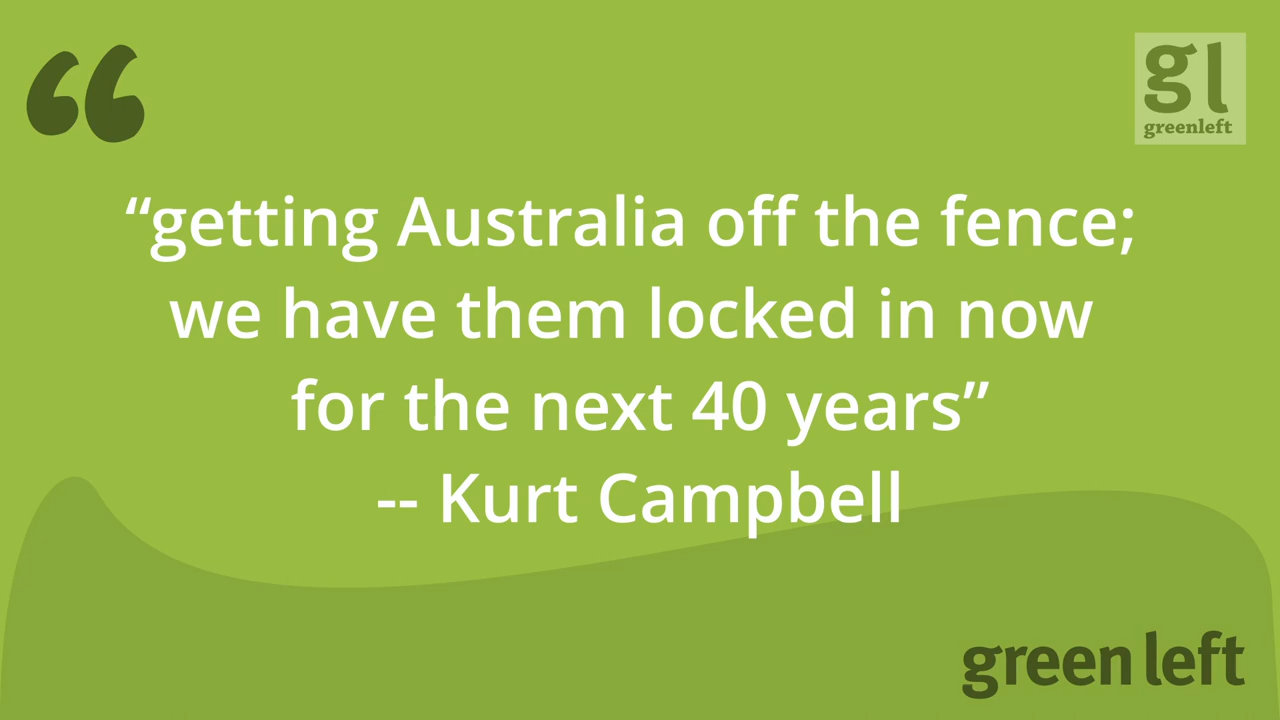 gl
greenleft
“getting Australia off the fence;
we have them locked in now
for the next 40 years”
-- Kurt Campbell
green left